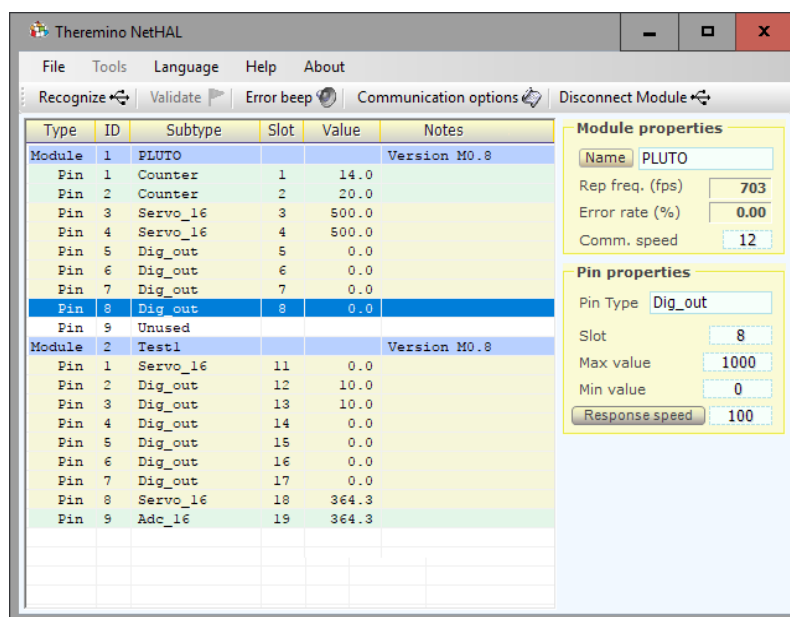 Theremino NetHAL
File Tools Language Help About
Recognize Validate Error beep Communication options Disconnect Module
Type ID Subtype Slot Value Notes
Module 1 PLUTO Version M0.8
Pin 1 Counter 1 14.0
Pin 2 Counter 2 20.0
Pin 3 Servo_16 3 500.0
Pin 4 Servo_16 4 500.0
Pin 5 Dig_out 5 0.0
Pin 6 Dig_out 6 0.0
Pin 7 Dig_out 7 0.0
Pin 8 Dig_out 8 0.0
Pin 9 Unused
Module 2 Test1 Version M0.8
Pin 1 Servo_16 11 0.0
Pin 2 Dig_out 12 10.0
Pin 3 Dig_out 13 10.0
Pin 4 Dig_out 14 0.0
Pin 5 Dig_out 15 0.0
Pin 6 Dig_out 16 0.0
Pin 7 Dig_out 17 0.0
Pin 8 Servo_16 18 364.3
Pin 9 Adc_16 19 364.3
Module properties
Name PLUTO
Rep freq. (fps) 703
Error rate (%) 0.00
Comm. speed 12
Pin properties
Pin Type Dig_out
Slot 8
Max value 1000
Min value 0
Response speed 100